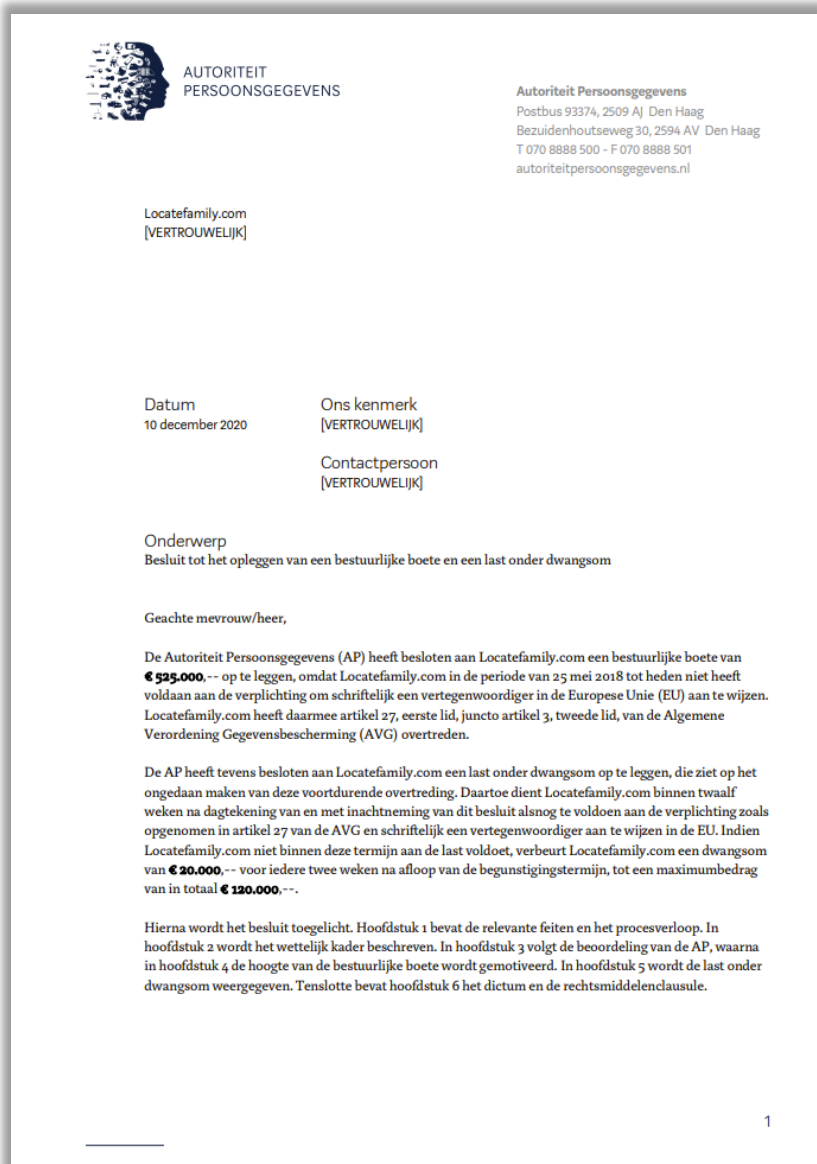 AUTORITEIT
PERSOONSGEGEVENS
Autoriteit Persoonsgegevens
Postbus 93374, 2509 AJ Den Haag
Bezuidenhoutseweg 30, 2594 AV Den Haag
T 070 8888 500 - F 070 8888 501
autoriteitpersoonsgegevens.nl
Locatefamily.com
[VERTROUWELIJK]
Datum
10 december 2020
Ons kenmerk
[VERTROUWELIJK]
Contactpersoon
[VERTROUWELIJK]
Onderwerp
Besluit tot het opleggen van een bestuurlijke boete en een last onder dwangsom
Geachte mevrouw/heer,
De Autoriteit Persoonsgegevens (AP) heeft besloten aan Locatefamily.com een bestuurlijke boete van
€ 525.000,-- op te leggen, omdat Locatefamily.com in de periode van 25 mei 2018 tot heden niet heeft
voldaan aan de verplichting om schriftelijk een vertegenwoordiger in de Europese Unie (EU) aan te wijzen.
Locatefamily.com heeft daarmee artikel 27, eerste lid, juncto artikel 3, tweede lid, van de Algemene
Verordening Gegevensbescherming (AVG) overtreden.
De AP heeft tevens besloten aan Locatefamily.com een last onder dwangsom op te leggen, die ziet op het
ongedaan maken van deze voortdurende overtreding. Daartoe dient Locatefamily.com binnen twaalf
weken na dagtekening van en met inachtneming van dit besluit alsnog te voldoen aan de verplichting zoals
opgenomen in artikel 27 van de AVG en schriftelijk een vertegenwoordiger aan te wijzen in de EU. Indien
Locatefamily.com niet binnen deze termijn aan de last voldoet, verbeurt Locatefamily.com een dwangsom
van € 20.000,-- voor iedere twee weken na afloop van de begunstigingstermijn, tot een maximumbedrag
van in totaal € 120.000,--.
Hierna wordt het besluit toegelicht. Hoofdstuk 1 bevat de relevante feiten en het procesverloop. In
hoofdstuk 2 wordt het wettelijk kader beschreven. In hoofdstuk 3 volgt de beoordeling van de AP, waarna
in hoofdstuk 4 de hoogte van de bestuurlijke boete wordt gemotiveerd. In hoofdstuk 5 wordt de last onder
dwangsom weergegeven. Tenslotte bevat hoofdstuk 6 het dictum en de rechtsmiddelenclausule.
1